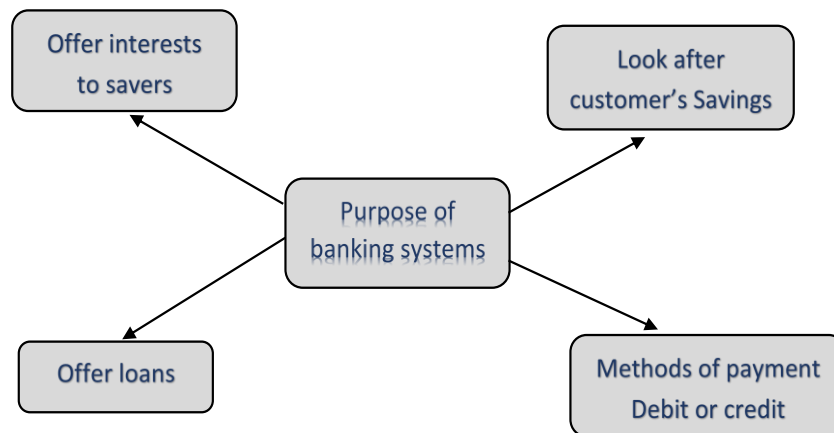 Offer interests
to savers
Look after
customer’s Savings
Purpose of
banking systems
Offer loans
Methods of payment
Debit or credit